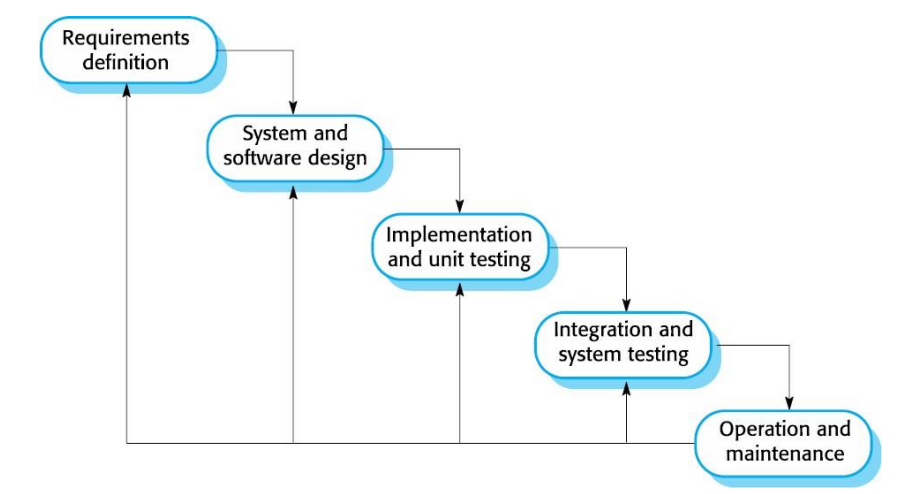 Requirements
definition
System and
software design
Implementation
and unit testing
Integration and
system testing
Operation and
maintenance